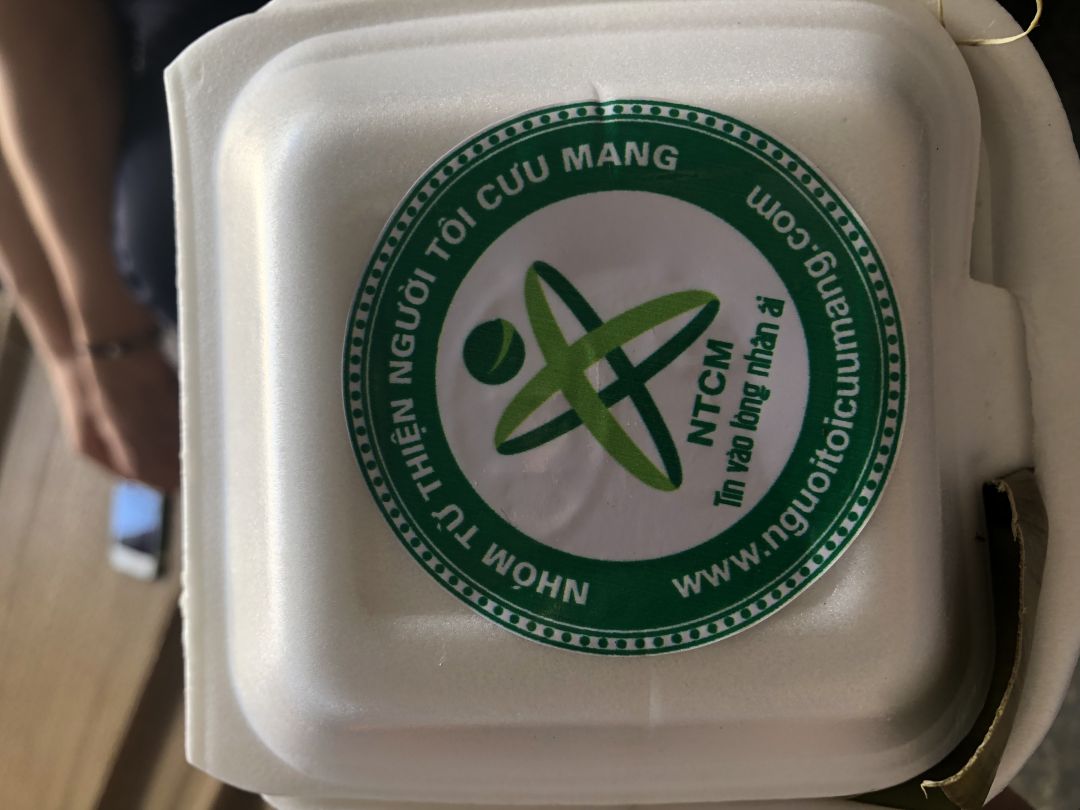 NHÓM TỪ THIỆN NGƯỜI TÔI CƯU MANG
NTCM
Tin vào lòng nhân ái
www.nguoitoicuumang.com